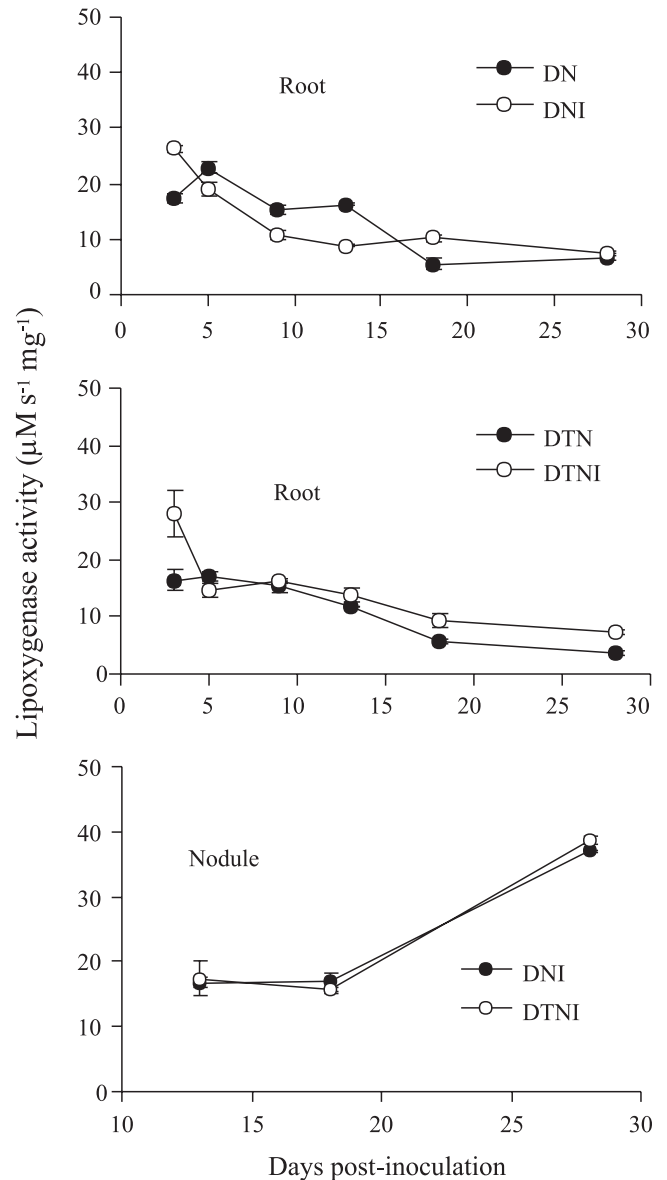 50
40
30
20
10
0
Root
DN
DNI
0 5 10 15 20 25 30
50
40
30
20
10
0
Root
DTN
DTNI
0 5 10 15 20 25 30
Lipoxygenase activity (µM s⁻¹ mg⁻¹)
50
40
30
20
10
0
Nodule
DNI
DTNI
10 15 20 25 30
Days post-inoculation